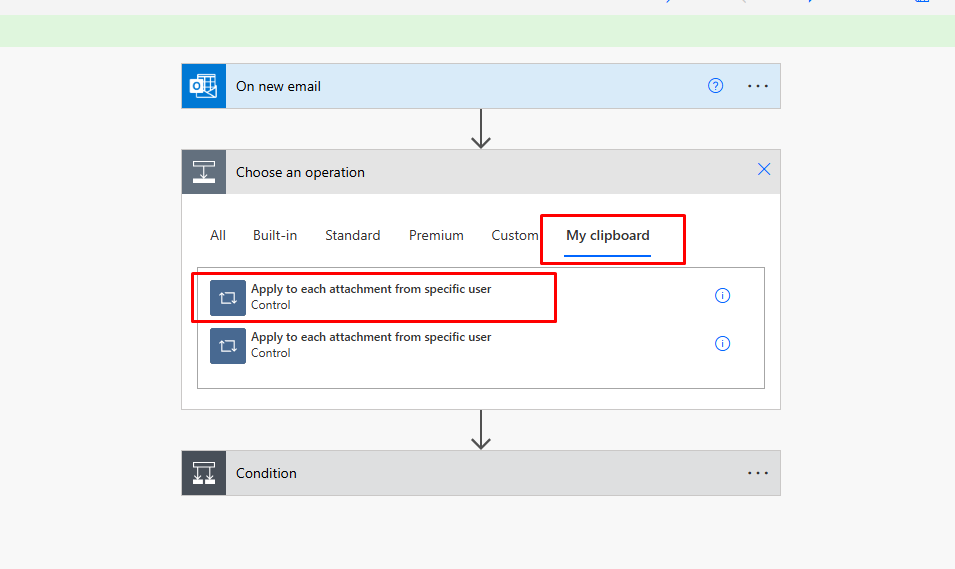 On new email
Choose an operation
All Built-in Standard Premium Custom My clipboard
Apply to each attachment from specific user
Control
Apply to each attachment from specific user
Control
Condition